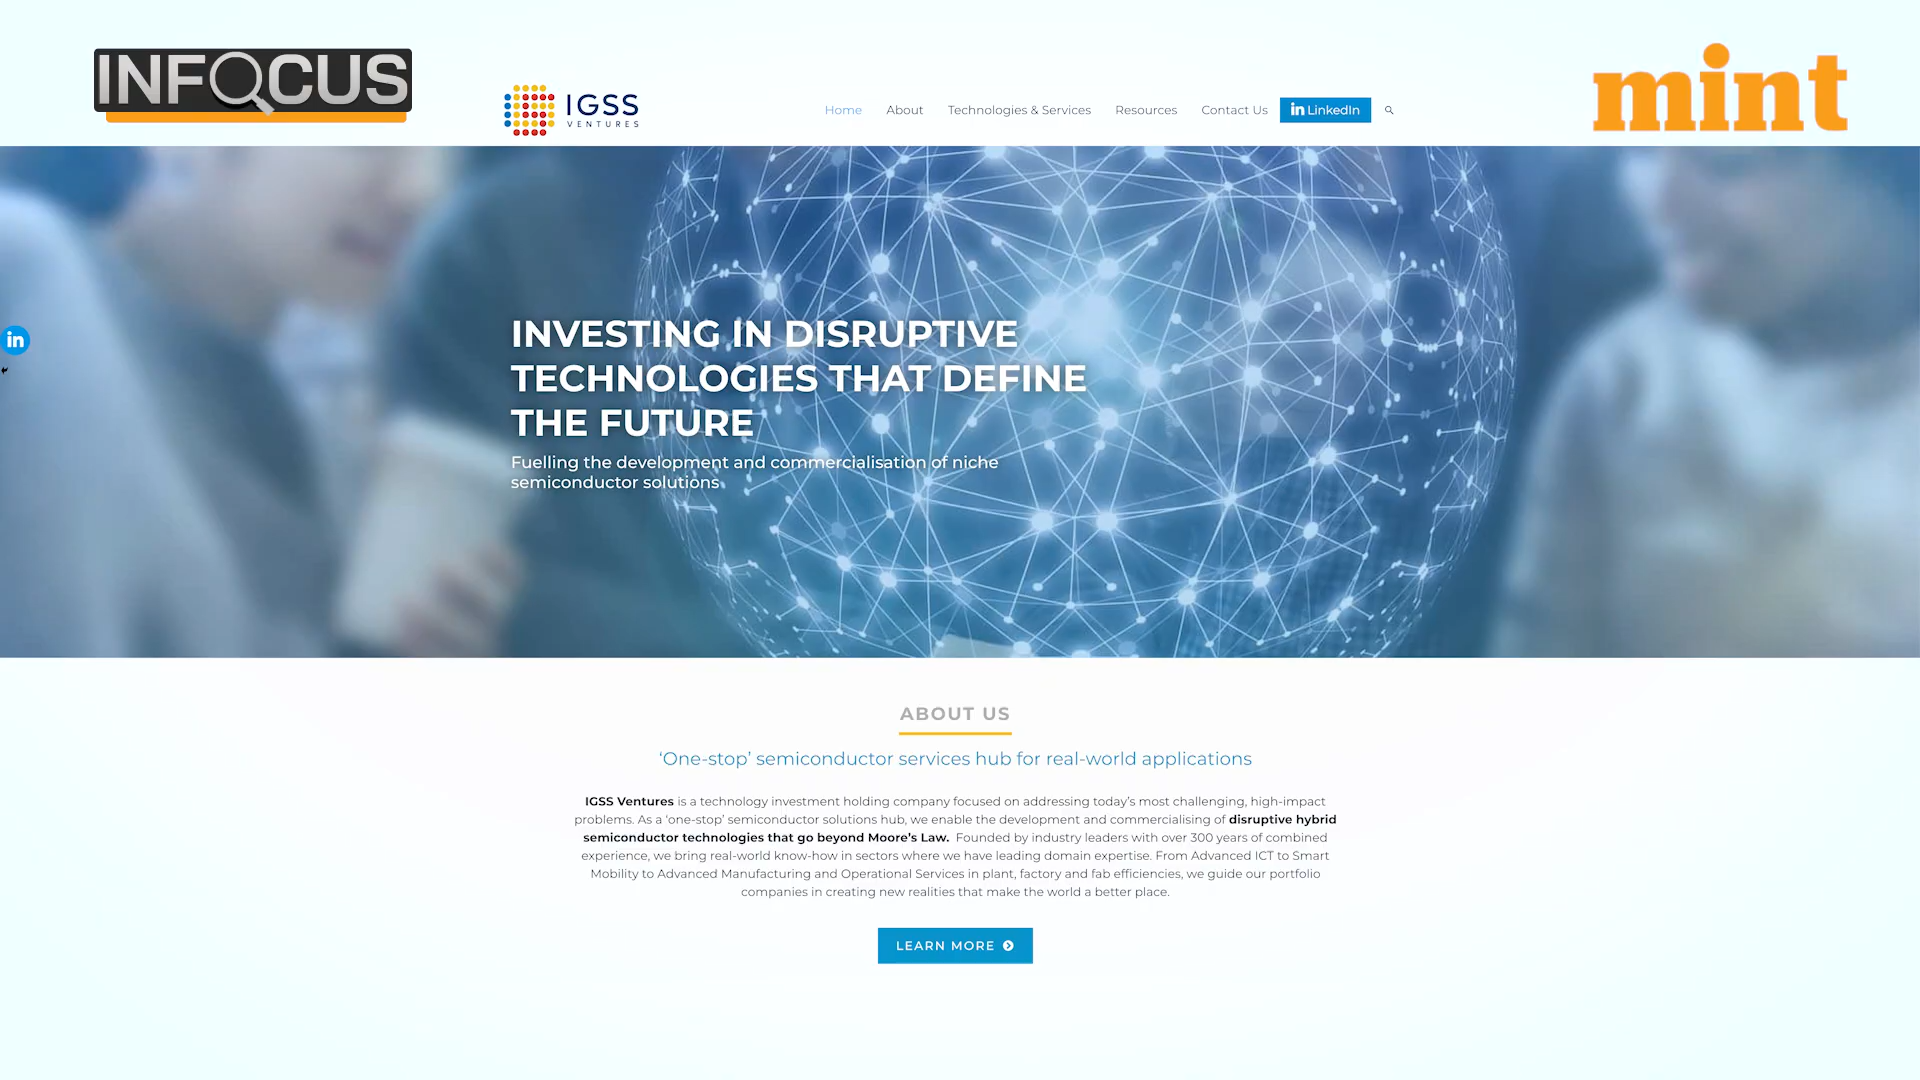 INFOCUS
mint
IGSS
VENTURES
Home About Technologies & Services Resources Contact Us in LinkedIn
in
INVESTING IN DISRUPTIVE
TECHNOLOGIES THAT DEFINE
THE FUTURE
Fuelling the development and commercialisation of niche
semiconductor solutions.
ABOUT US
‘One-stop’ semiconductor services hub for real-world applications
IGSS Ventures is a technology investment holding company focused on addressing today’s most challenging, high-impact
problems. As a ‘one-stop’ semiconductor solutions hub, we enable the development and commercialising of disruptive hybrid
semiconductor technologies that go beyond Moore’s Law. Founded by industry leaders with over 300 years of combined
experience, we bring real-world know-how in sectors where we have leading domain expertise. From Advanced ICT to Smart
Mobility to Advanced Manufacturing and Operational Services in plant, factory and fab efficiencies, we guide our portfolio
companies in creating new realities that make the world a better place.
LEARN MORE